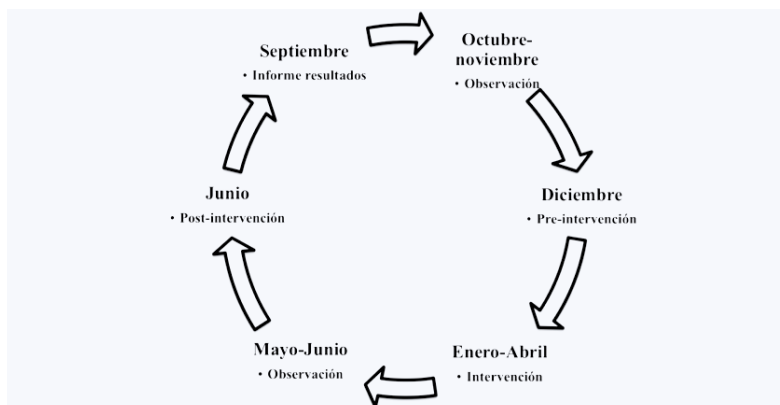 Septiembre
• Informe resultados
Octubre-
noviembre
• Observación
Diciembre
• Pre-intervención
Enero-Abril
• Intervención
Mayo-Junio
• Observación
Junio
• Post-intervención